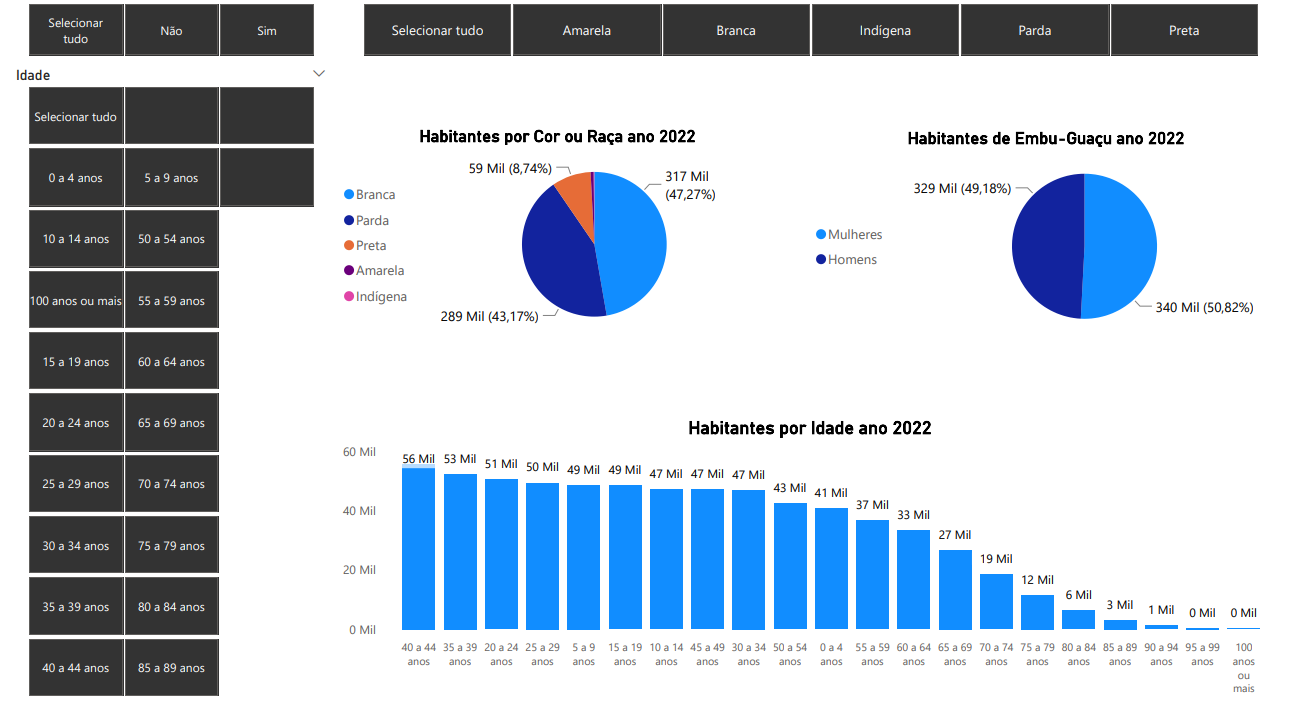 Selecionar
tudo
Não
Sim
Selecionar tudo
Amarela
Branca
Indígena
Parda
Preta
Idade
Selecionar tudo
0 a 4 anos
5 a 9 anos
10 a 14 anos
50 a 54 anos
100 anos ou mais
55 a 59 anos
15 a 19 anos
60 a 64 anos
20 a 24 anos
65 a 69 anos
25 a 29 anos
70 a 74 anos
30 a 34 anos
75 a 79 anos
35 a 39 anos
80 a 84 anos
40 a 44 anos
85 a 89 anos
Habitantes por Cor ou Raça ano 2022
Branca
Parda
Preta
Amarela
Indígena
59 Mil (8,74%)
317 Mil
(47,27%)
289 Mil (43,17%)
Habitantes de Embu-Guaçu ano 2022
Mulheres
Homens
329 Mil (49,18%)
340 Mil (50,82%)
Habitantes por Idade ano 2022
60 Mil
40 Mil
20 Mil
0 Mil
56 Mil
53 Mil
51 Mil
50 Mil
49 Mil
49 Mil
47 Mil
47 Mil
47 Mil
43 Mil
41 Mil
37 Mil
33 Mil
27 Mil
19 Mil
12 Mil
6 Mil
3 Mil
1 Mil
0 Mil
0 Mil
40 a 44
anos
35 a 39
anos
20 a 24
anos
25 a 29
anos
5 a 9
anos
15 a 19
anos
10 a 14
anos
45 a 49
anos
30 a 34
anos
50 a 54
anos
0 a 4
anos
55 a 59
anos
60 a 64
anos
65 a 69
anos
70 a 74
anos
75 a 79
anos
80 a 84
anos
85 a 89
anos
90 a 94
anos
95 a 99
anos
100
anos
ou
mais